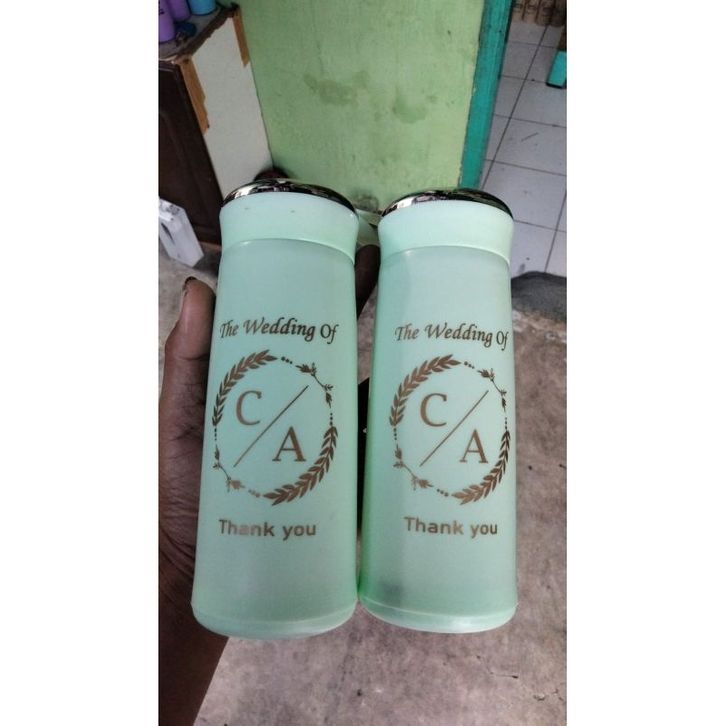 The Wedding Of
C
A
Thank you
The Wedding Of
C
A
Thank you